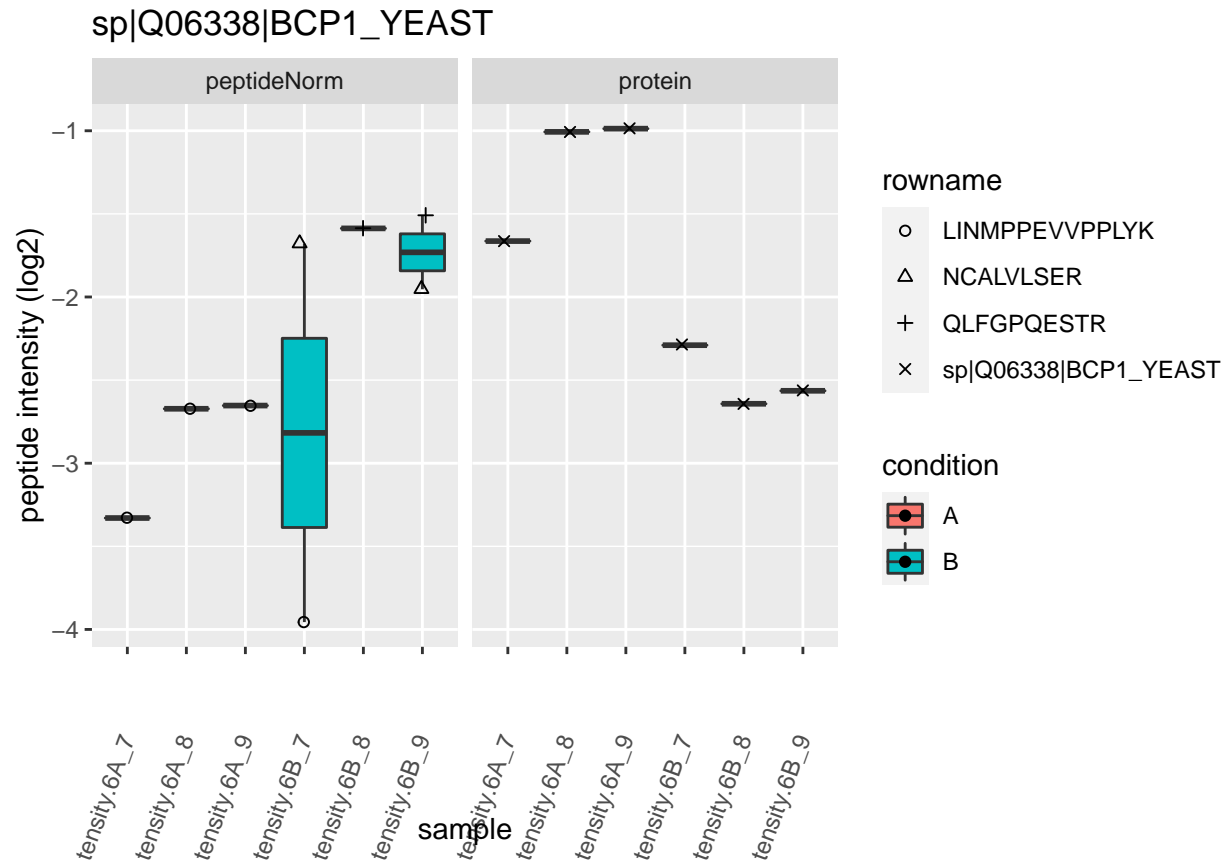 sp|Q06338|BCP1_YEAST
peptideNorm
protein
peptide intensity (log2)
−1
−2
−3
−4
tensity.6A_7
tensity.6A_8
tensity.6A_9
tensity.6B_7
tensity.6B_8
tensity.6B_9
tensity.6A_7
tensity.6A_8
tensity.6A_9
tensity.6B_7
tensity.6B_8
tensity.6B_9
sample
rowname
LINMPPEVVPPLYK
NCALVLSER
QLFGPQESTR
sp|Q06338|BCP1_YEAST
condition
A
B